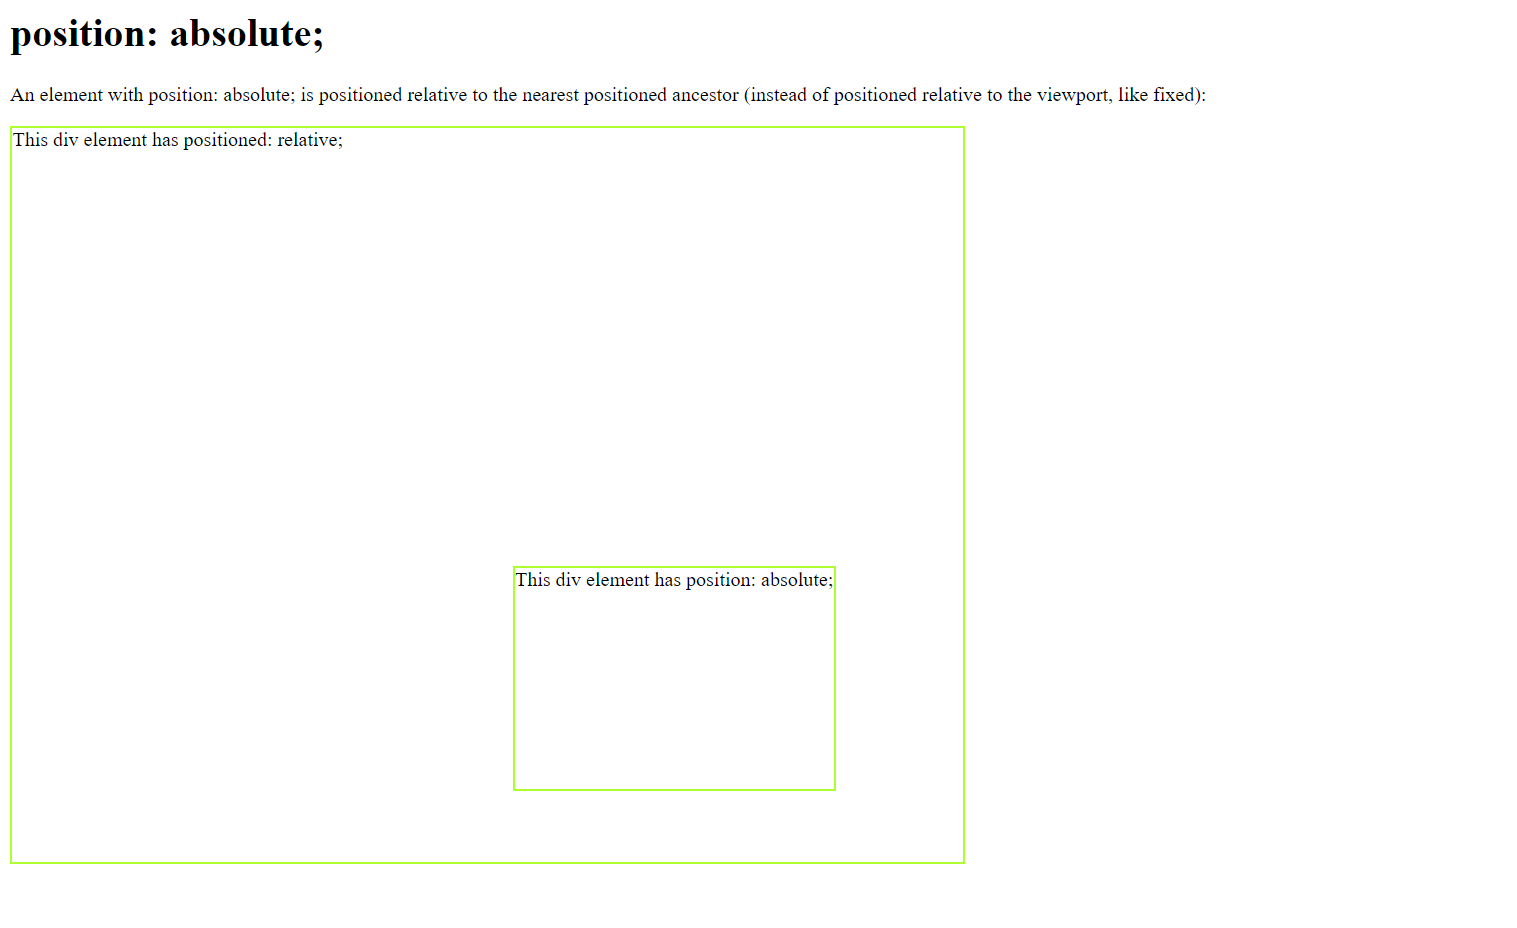 position: absolute;
An element with position: absolute; is positioned relative to the nearest positioned ancestor (instead of positioned relative to the viewport, like fixed):
This div element has positioned: relative;
This div element has position: absolute;